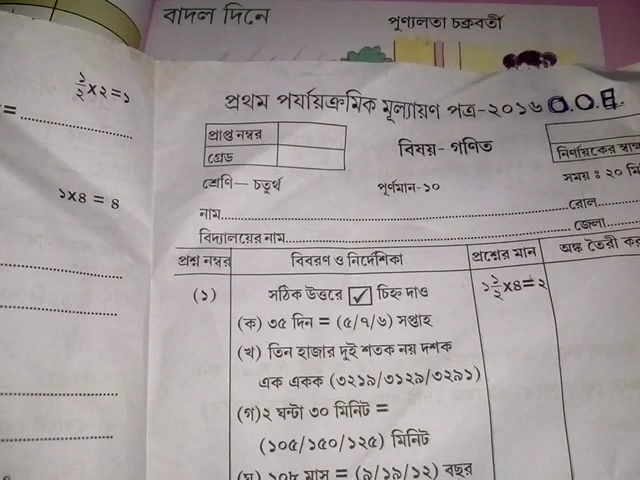 বাদল দিনে
পুণ্যলতা চক্রবর্তী
১/২×২=১
=
১×৪ = ৪
প্রথম পর্যায়ক্রমিক মূল্যায়ণ পত্র-২০১৬ O.O.E.
প্রাপ্ত নম্বর
গ্রেড
বিষয়- গণিত
নির্ণায়কের
শ্রেণি— চতুর্থ
পূর্ণমান-১০
সময় ঃ ২০ মি
নাম
রোল
বিদ্যালয়ের নাম
জেলা
প্রশ্ন নম্বর বিবরণ ও নির্দেশিকা প্রশ্নের মান অঙ্ক তৈরী
(১) সঠিক উত্তরে ☑ চিহ্ন দাও ১ ১/২×৪=২
(ক) ৩৫ দিন = (৫/৭/৬) সপ্তাহ
(খ) তিন হাজার দুই শতক নয় দশক
এক একক (৩২১৯/৩১২৯/৩২৯১)
(গ) ২ ঘন্টা ৩০ মিনিট =
(১০৫/১৫০/১২৫) মিনিট
(ঘ) ১০৮ মাস = (৯/১৯/১২) বছর